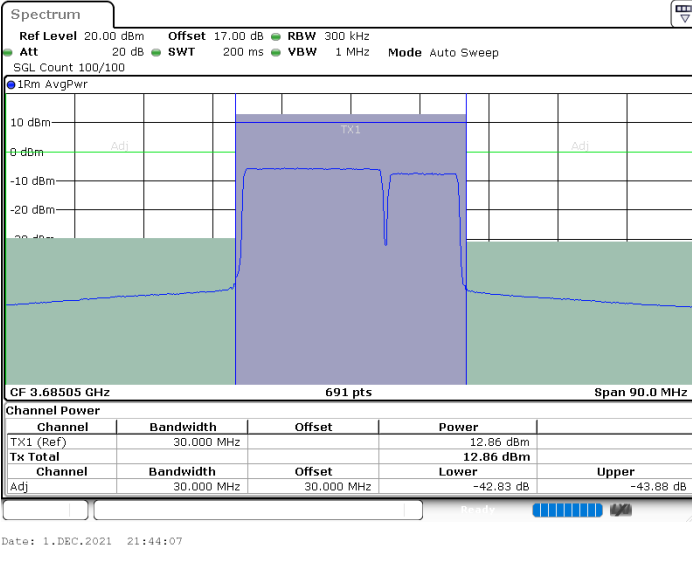 Spectrum
Ref Level 20.00 dBm Offset 17.00 dB RBW 300 kHz
Att 20 dB SWT 200 ms VBW 1 MHz Mode Auto Sweep
SGL Count 100/100
1Rm AvgPwr
10 dBm
TX1
Adj Adj
0 dBm
-10 dBm
-20 dBm
-30 dBm
CF 3.68505 GHz 691 pts Span 90.0 MHz
Channel Power
Channel Bandwidth Offset Power
TX1 (Ref) 30.000 MHz 12.86 dBm
Tx Total 12.86 dBm
Channel Bandwidth Offset Lower Upper
Adj 30.000 MHz 30.000 MHz -42.83 dB -43.88 dB
Ready
Date: 1.DEC.2021 21:44:07